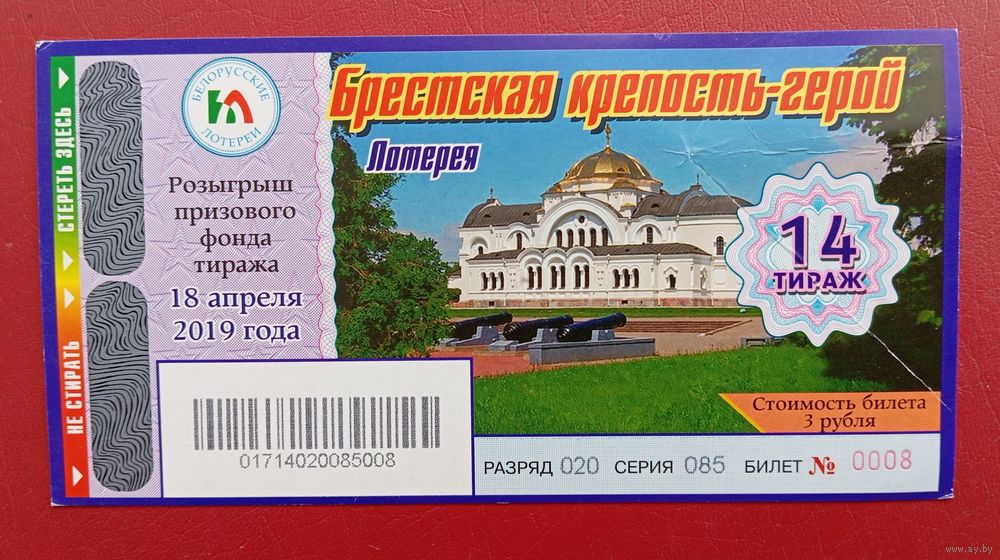 СТЕРЕТЬ ЗДЕСЬ
НЕ СТИРАТЬ
БЕЛОРУССКИЕ
ЛОТЕРЕИ
Розыгрыш
призового
фонда
тиража
18 апреля
2019 года
Брестская крепость-герой
Лотерея
14
ТИРАЖ
Стоимость билета
3 рубля
01714020085008
РАЗРЯД 020 СЕРИЯ 085 БИЛЕТ № 0008
www.ay.by